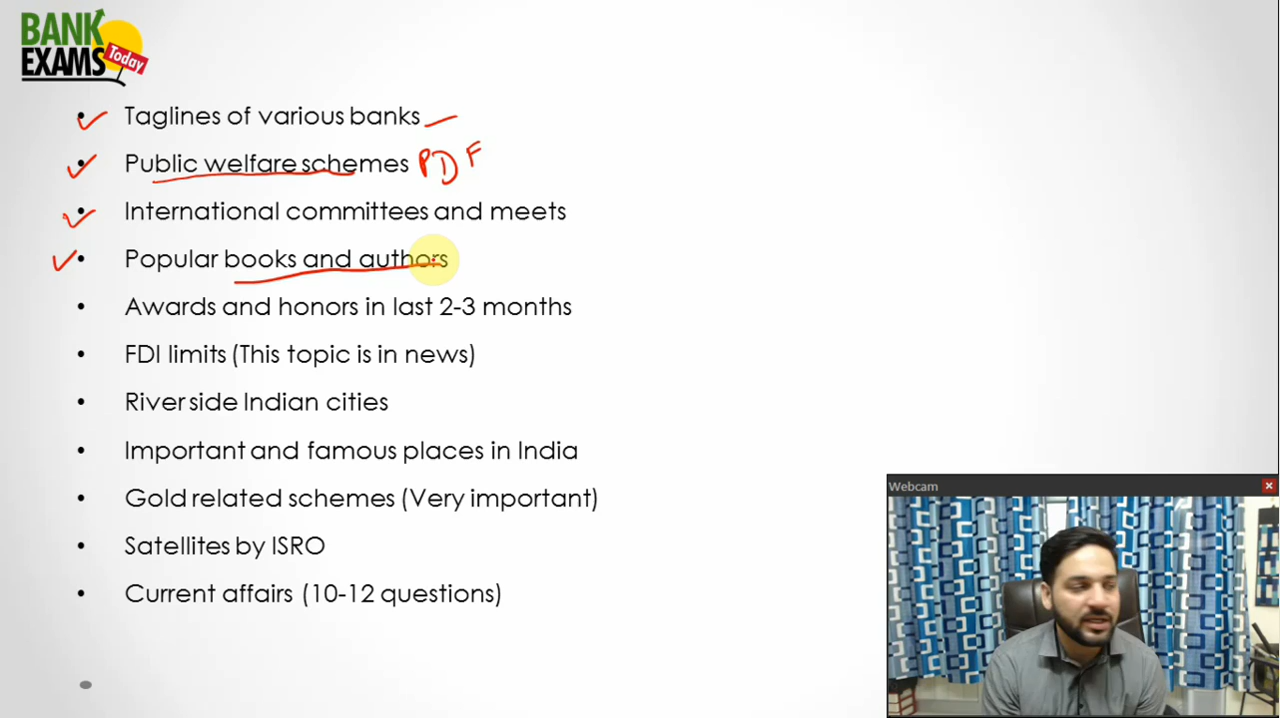 BANK
EXAMS Today
• Taglines of various banks
• Public welfare schemes PDF
• International committees and meets
• Popular books and authors
• Awards and honors in last 2-3 months
• FDI limits (This topic is in news)
• River side Indian cities
• Important and famous places in India
• Gold related schemes (Very important)
• Satellites by ISRO
• Current affairs (10-12 questions)
Webcam